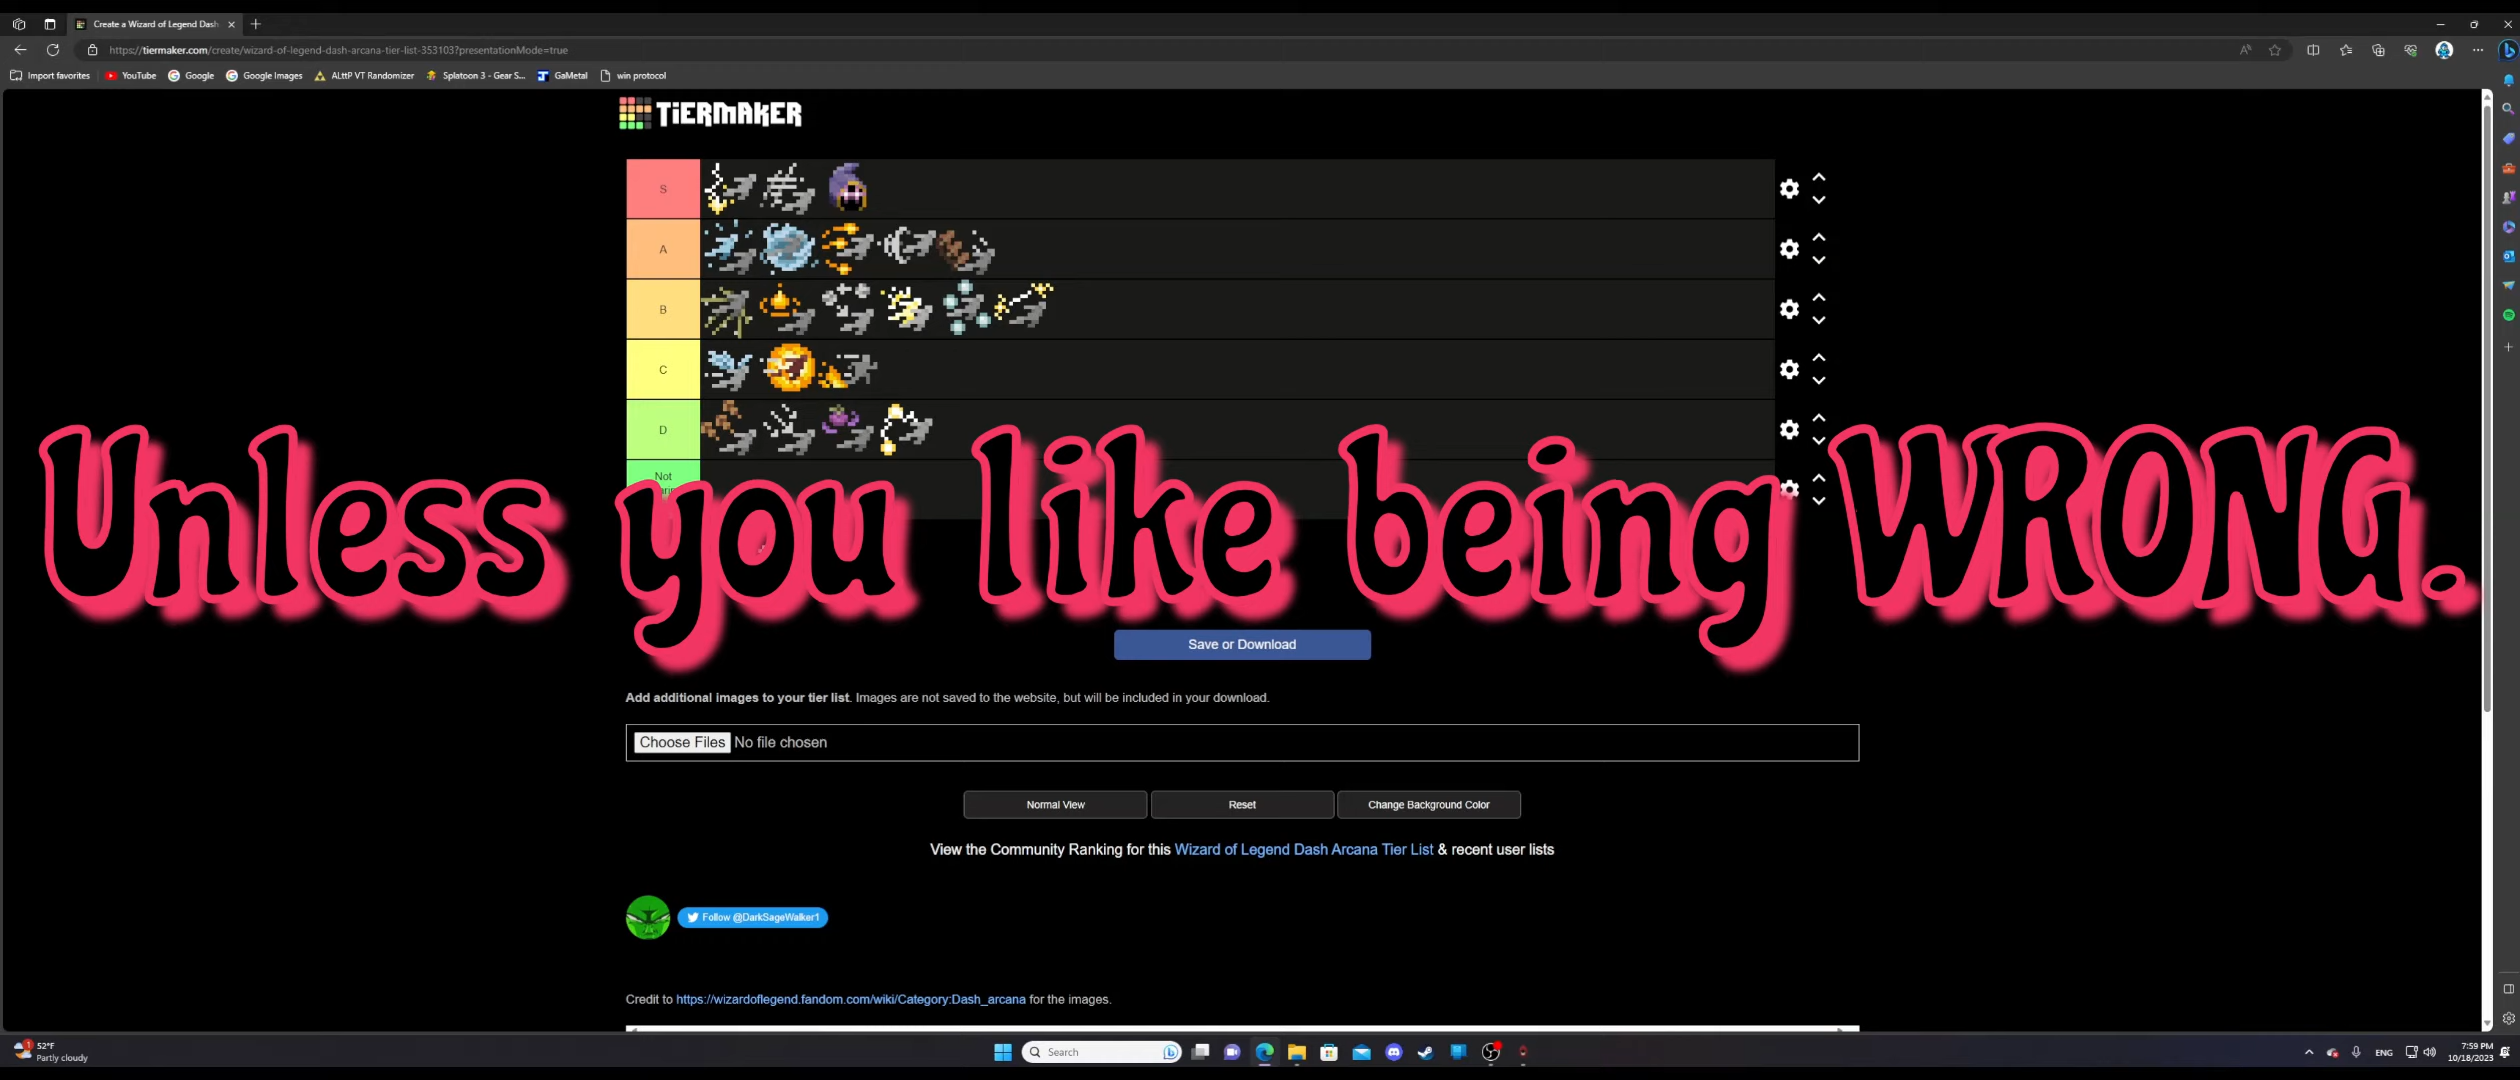 Create a Wizard of Legend Dash
https://tiermaker.com/create/wizard-of-legend-dash-arcana-tier-list-353103?presentationMode=true
Import favorites YouTube Google Google Images ALttP VT Randomizer Splatoon 3 - Gear S... GaMetal win protocol
TiERMAKER
S
A
B
C
D
Not
Unless you like being WRONG.
Save or Download
Add additional images to your tier list. Images are not saved to the website, but will be included in your download.
Choose Files No file chosen
Normal View Reset Change Background Color
View the Community Ranking for this Wizard of Legend Dash Arcana Tier List & recent user lists
Follow @DarkSageWalker1
Credit to https://wizardoflegend.fandom.com/wiki/Category:Dash_arcana for the images.
1
52°F
Partly cloudy
Search
ENG
7:59 PM
10/18/2023